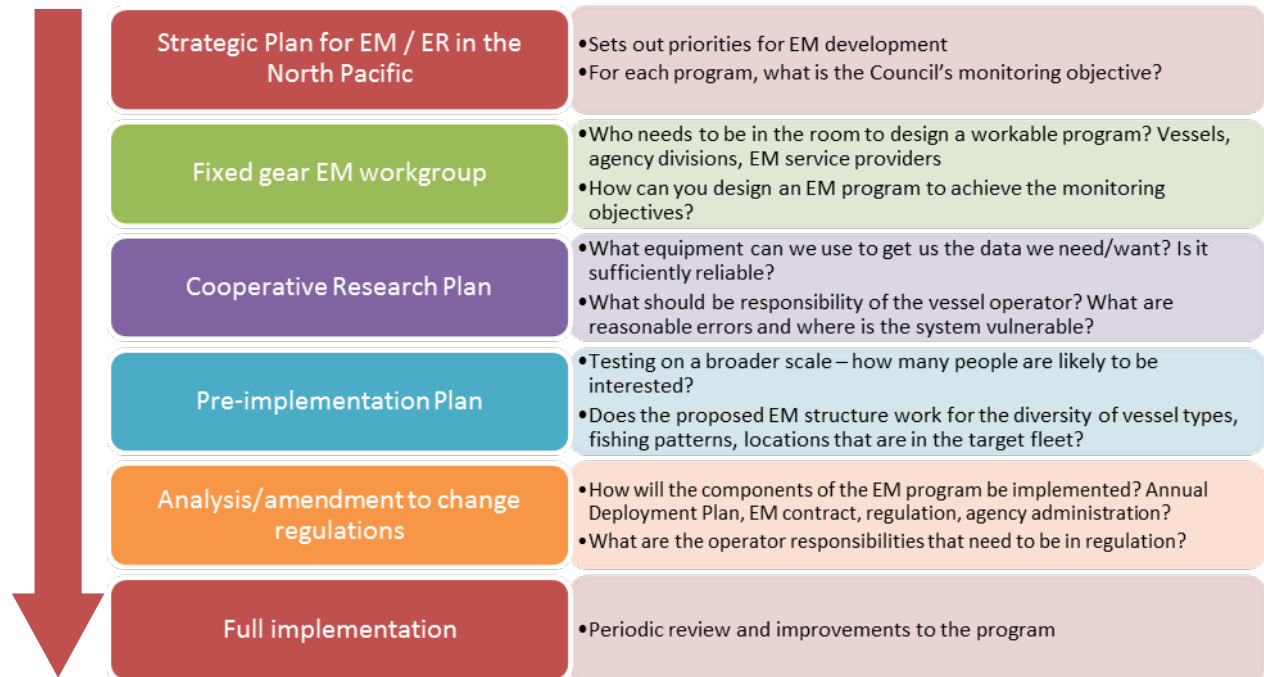 Strategic Plan for EM / ER in the
North Pacific
•Sets out priorities for EM development
•For each program, what is the Council’s monitoring objective?
Fixed gear EM workgroup
•Who needs to be in the room to design a workable program? Vessels,
agency divisions, EM service providers
•How can you design an EM program to achieve the monitoring
objectives?
Cooperative Research Plan
•What equipment can we use to get us the data we need/want? Is it
sufficiently reliable?
•What should be responsibility of the vessel operator? What are
reasonable errors and where is the system vulnerable?
Pre-implementation Plan
•Testing on a broader scale – how many people are likely to be
interested?
•Does the proposed EM structure work for the diversity of vessel types,
fishing patterns, locations that are in the target fleet?
Analysis/amendment to change
regulations
•How will the components of the EM program be implemented? Annual
Deployment Plan, EM contract, regulation, agency administration?
•What are the operator responsibilities that need to be in regulation?
Full implementation
•Periodic review and improvements to the program